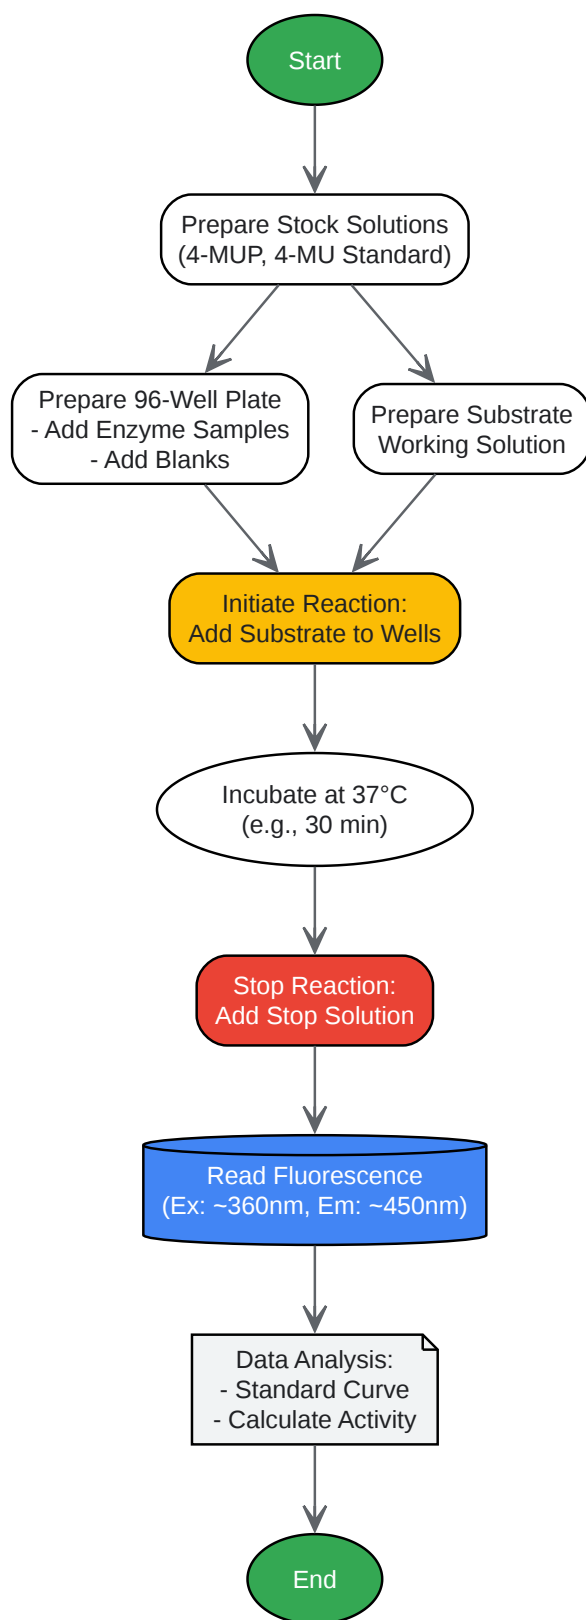 Start
Prepare Stock Solutions
(4-MUP, 4-MU Standard)
Prepare 96-Well Plate
- Add Enzyme Samples
- Add Blanks
Prepare Substrate
Working Solution
Initiate Reaction:
Add Substrate to Wells
Incubate at 37°C
(e.g., 30 min)
Stop Reaction:
Add Stop Solution
Read Fluorescence
(Ex: ~360nm, Em: ~450nm)
Data Analysis:
- Standard Curve
- Calculate Activity
End